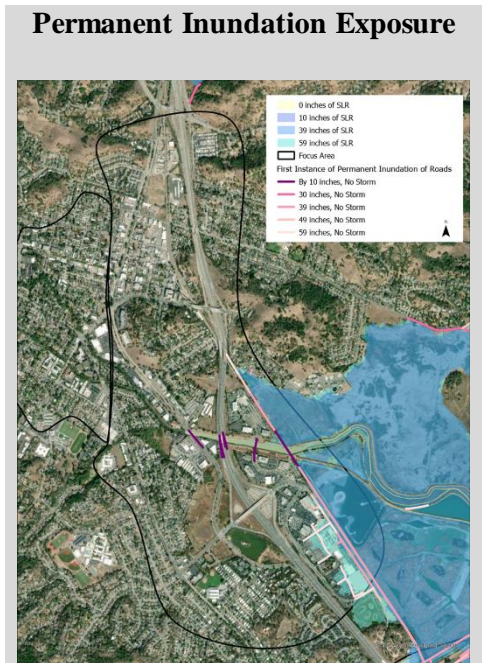 Permanent Inundation Exposure
0 inches of SLR
10 inches of SLR
39 inches of SLR
59 inches of SLR
Focus Area
First Instance of Permanent Inundation of Roads
By 10 inches, No Storm
30 inches, No Storm
39 inches, No Storm
49 inches, No Storm
59 inches, No Storm